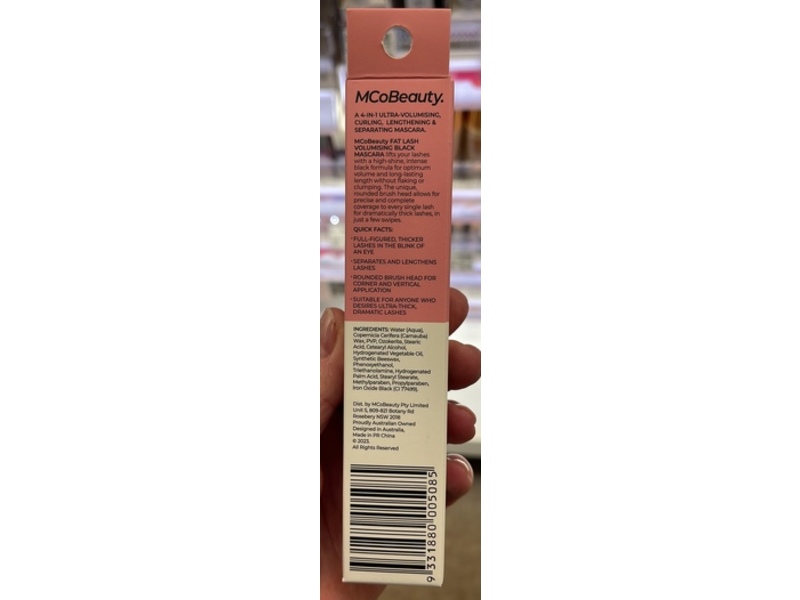 MCoBeauty.
A 4-IN-1 ULTRA-VOLUMISING,
CURLING, LENGTHENING &
SEPARATING MASCARA.
MCoBeauty FAT LASH
VOLUMISING BLACK
MASCARA lifts your lashes
with a high-shine, intense
black formula for optimum
volume and long-lasting
length without flaking or
clumping. The unique,
rounded brush head allows for
precise and complete
coverage to every single lash
for dramatically thick lashes, in
just a few swipes.
QUICK FACTS:
• FULL-FIGURED, THICKER
LASHES IN THE BLINK OF
AN EYE
• SEPARATES AND LENGTHENS
LASHES
• ROUNDED BRUSH HEAD FOR
CORNER AND VERTICAL
APPLICATION
• SUITABLE FOR ANYONE WHO
DESIRES ULTRA-THICK,
DRAMATIC LASHES
INGREDIENTS: Water (Aqua),
Copernicia Cerifera (Carnauba)
Wax, PVP, Ozokerite, Stearic
Acid, Cetearyl Alcohol,
Hydrogenated Vegetable Oil,
Synthetic Beeswax,
Phenoxyethanol,
Triethanolamine, Hydrogenated
Palm Acid, Stearyl Stearate,
Methylparaben, Propylparaben,
Iron Oxide Black (CI 77499).
Dist. by MCoBeauty Pty Limited
Unit 5, 809-821 Botany Rd
Rosebery NSW 2018
Proudly Australian Owned
Designed in Australia,
Made in PR China
© 2023.
All Rights Reserved
9 331880 005085